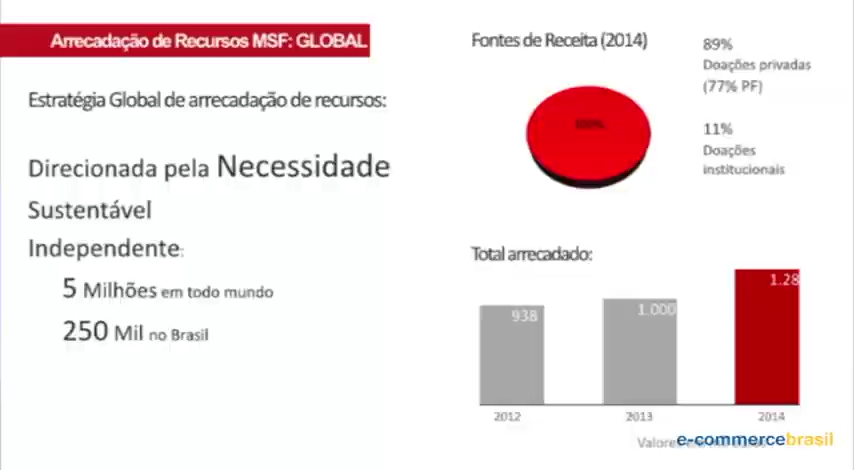 Arrecadação de Recursos MSF: GLOBAL
Estratégia Global de arrecadação de recursos:
Direcionada pela Necessidade
Sustentável
Independente:
5 Milhões em todo mundo
250 Mil no Brasil
Fontes de Receita (2014)
100%
89%
Doações privadas
(77% PF)
11%
Doações
institucionais
Total arrecadado:
938
1.000
1.28
2012
2013
2014
Valores
e-commercebrasil